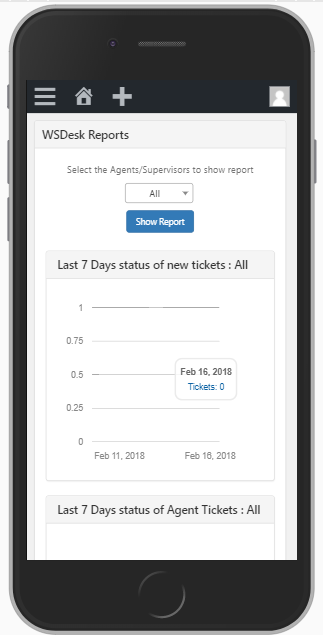 WSDesk Reports
Select the Agents/Supervisors to show report
All
Show Report
Last 7 Days status of new tickets : All
1
0.75
0.5
0.25
0
Feb 16, 2018
Tickets: 0
Feb 11, 2018 Feb 16, 2018
Last 7 Days status of Agent Tickets : All